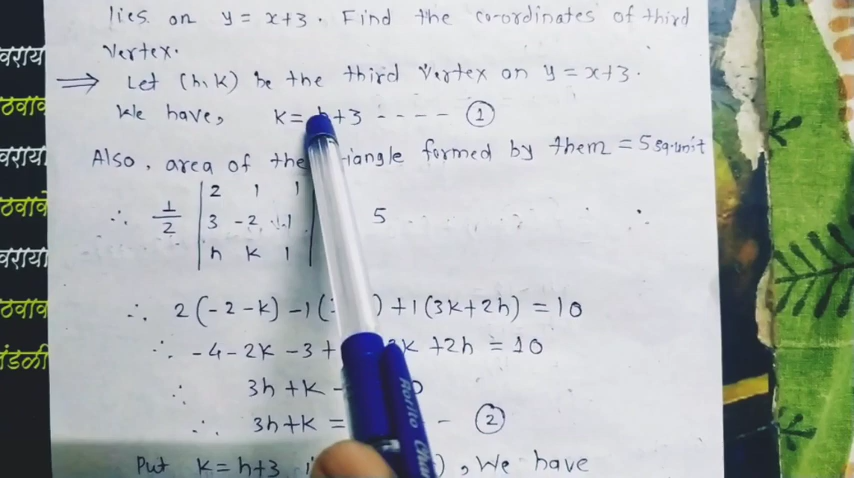 lies on y = x+3. Find the co-ordinates of third
vertex.
⟹ Let (h,k) be the third vertex on y = x+3.
We have, k = h+3 ---- ①
Also, area of the iangle formed by them = 5 sq.unit
∴ 1/2 | 2 1 1 |
| 3 -2 1 | 5
| h k 1 |
∴ 2(-2-k) -1( ) +1(3k+2h) = 10
∴ -4-2k-3+ k +2h = 10
∴ 3h+k -
∴ 3h+k = - ②
Put k = h+3 ), We have
वराय
ठवाव
वराय
ठवावे
वराया
ठवावे
तंडळी
Rorito